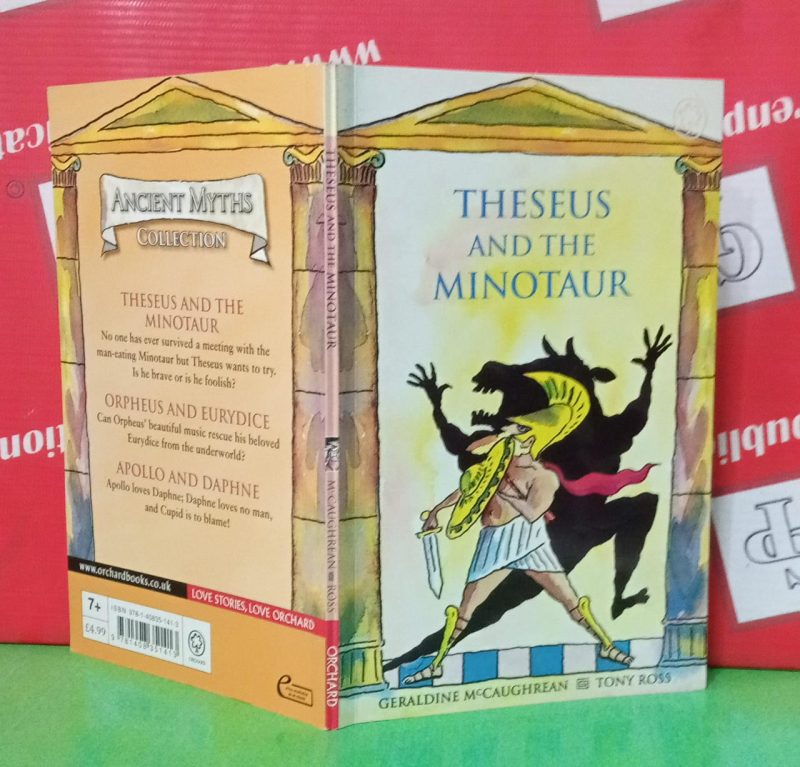 ANCIENT MYTHS
COLLECTION
THESEUS AND THE
MINOTAUR
No one has ever survived a meeting with the
man-eating Minotaur but Theseus wants to try.
Is he brave or is he foolish?
ORPHEUS AND EURYDICE
Can Orpheus' beautiful music rescue his beloved
Eurydice from the underworld?
APOLLO AND DAPHNE
Apollo loves Daphne; Daphne loves no man,
and Cupid is to blame!
www.orchardbooks.co.uk
LOVE STORIES, LOVE ORCHARD
7+
£4.99
THESEUS AND THE MINOTAUR
MCCAUGHREAN
ROSS
ORCHARD
THESEUS
AND THE
MINOTAUR
GERALDINE MCCAUGHREAN
TONY ROSS
www.